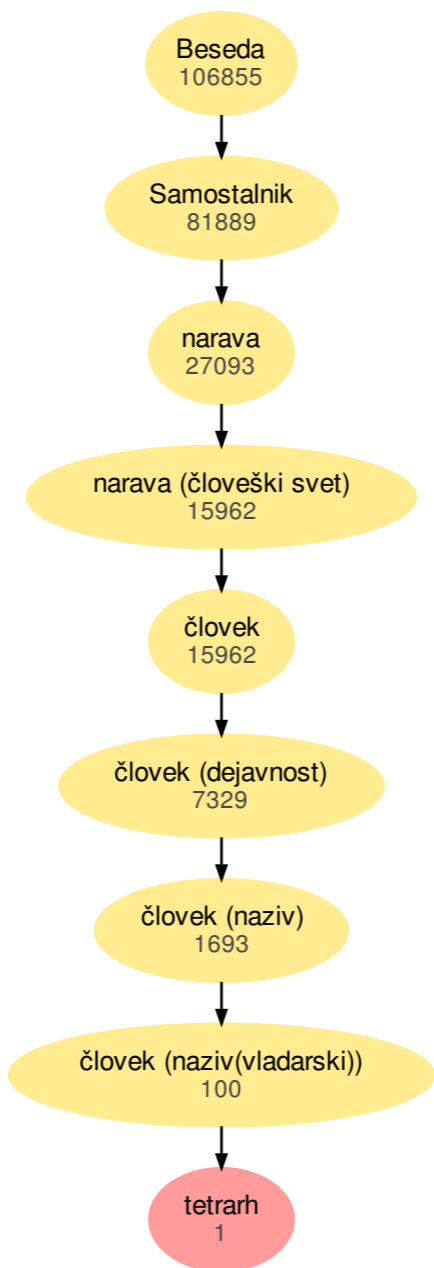 Beseda
106855
Samostalnik
81889
narava
27093
narava (človeški svet)
15962
človek
15962
človek (dejavnost)
7329
človek (naziv)
1693
človek (naziv(vladarski))
100
tetrarh
1